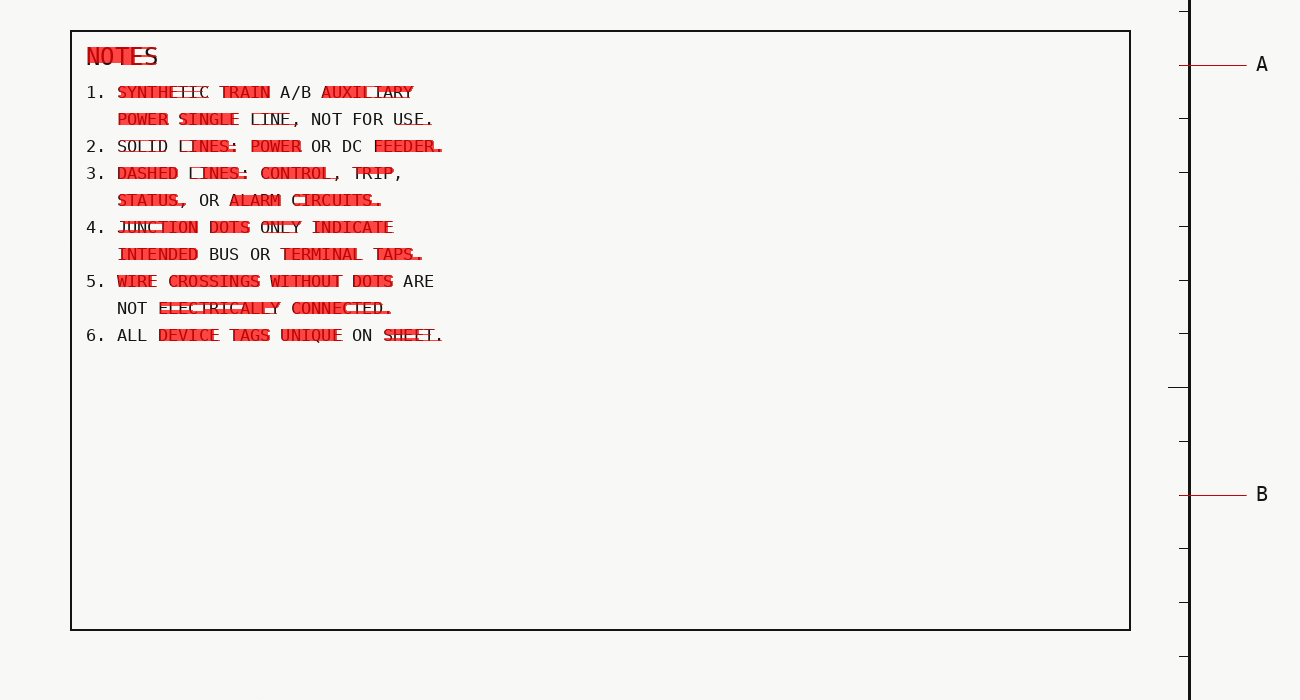 NOTES
1. SYNTHETIC TRAIN A/B AUXILIARY
POWER SINGLE LINE, NOT FOR USE.
2. SOLID LINES: POWER OR DC FEEDER.
3. DASHED LINES: CONTROL, TRIP,
STATUS, OR ALARM CIRCUITS.
4. JUNCTION DOTS ONLY INDICATE
INTENDED BUS OR TERMINAL TAPS.
5. WIRE CROSSINGS WITHOUT DOTS ARE
NOT ELECTRICALLY CONNECTED.
6. ALL DEVICE TAGS UNIQUE ON SHEET.
A
B